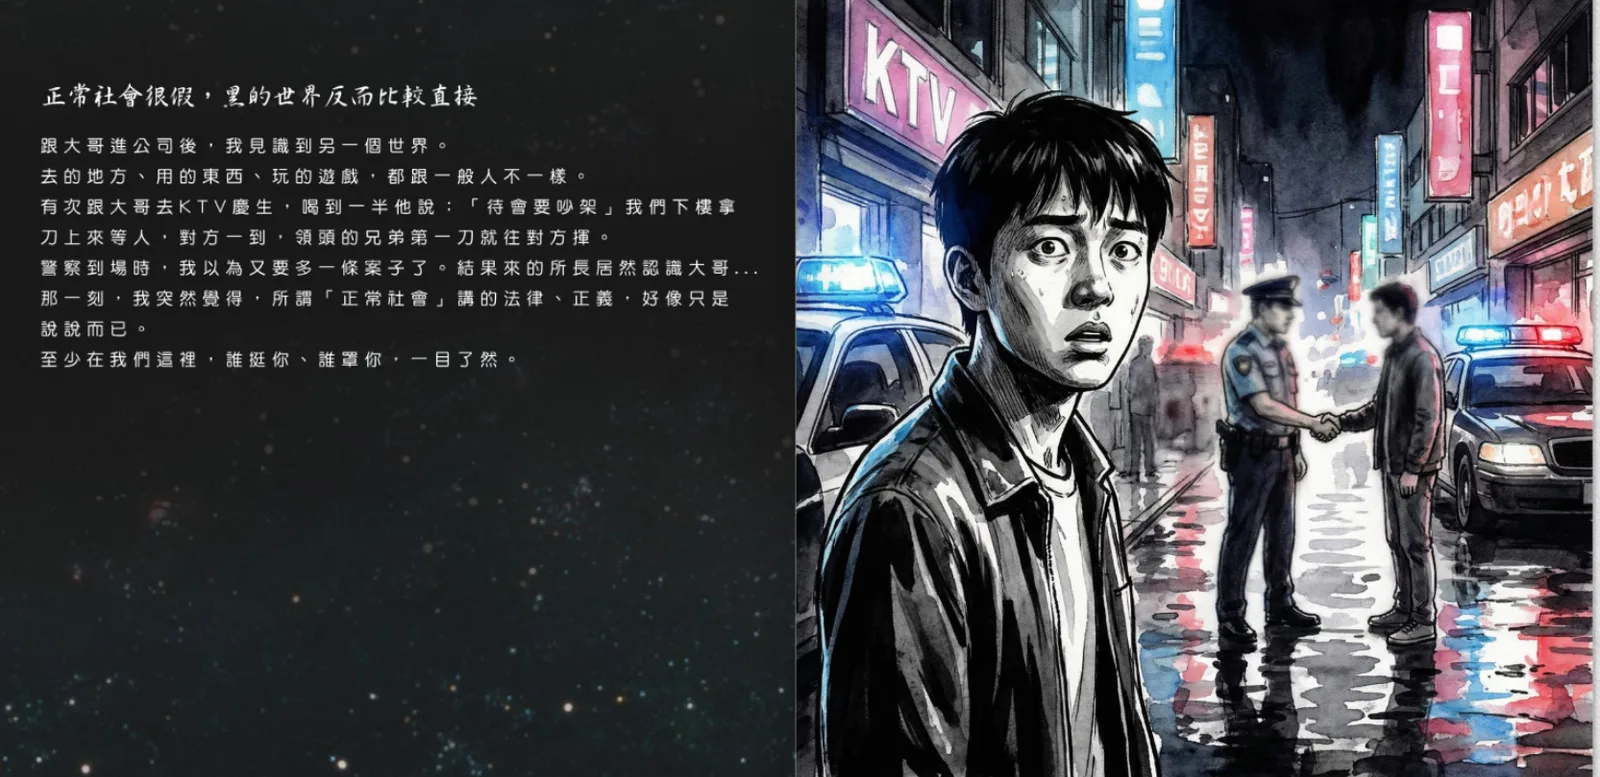 正常社會很假，黑的世界反而比較直接
跟大哥進公司後，我見識到另一個世界。
去的地方、用的東西、玩的遊戲，都跟一般人不一樣。
有次跟大哥去KTV慶生，喝到一半他說：「待會要吵架」我們下樓拿
刀上來等人，對方一到，領頭的兄弟第一刀就往對方揮。
警察到場時，我以為又要多一條案子了。結果來的所長居然認識大哥...
那一刻，我突然覺得，所謂「正常社會」講的法律、正義，好像只是
說說而已。
至少在我們這裡，誰挺你、誰罩你，一目了然。
KTV